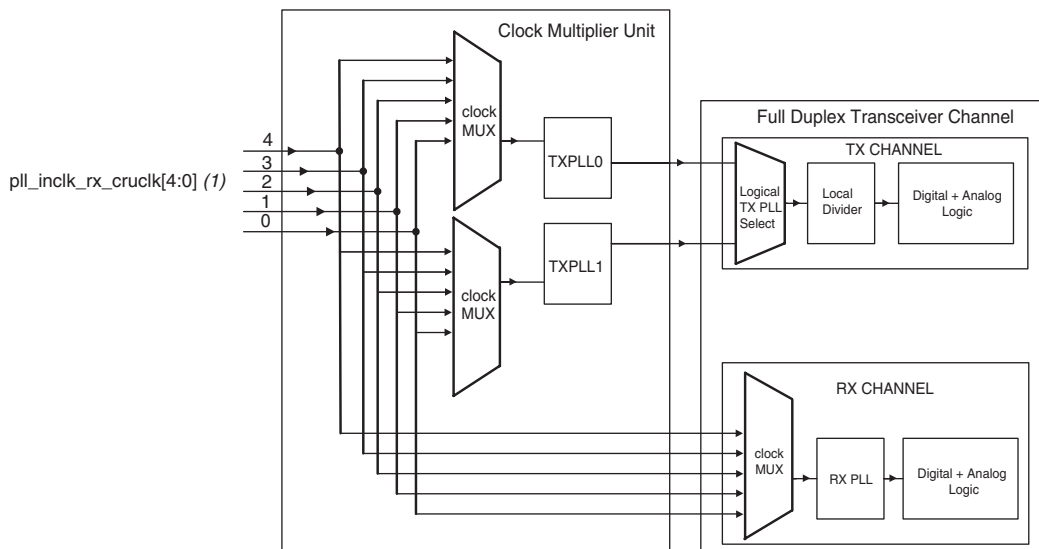 Clock Multiplier Unit
clock
MUX
TXPLL0
4
3
pll_inclk_rx_cruclk[4:0] (1)
2
1
0
clock
MUX
TXPLL1
Full Duplex Transceiver Channel
TX CHANNEL
Logical
TX PLL
Select
Local
Divider
Digital + Analog
Logic
RX CHANNEL
clock
MUX
RX PLL
Digital + Analog
Logic